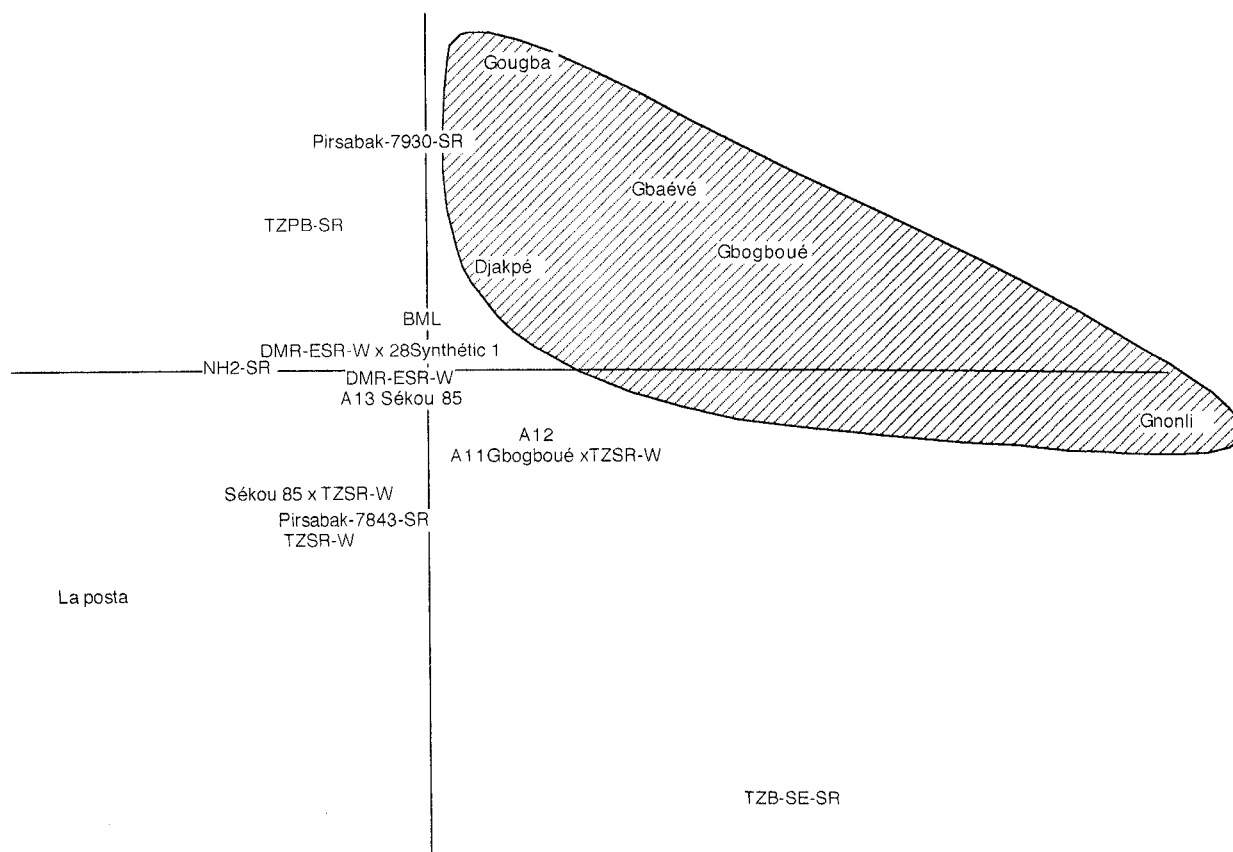 Gougba
Pirsabak-7930-SR
Gbaévé
TZPB-SR
Gbogboué
Djakpé
BML
DMR-ESR-W x 28Synthétic 1
NH2-SR
DMR-ESR-W
A13 Sékou 85
Gnonli
A12
A11Gbogboué xTZSR-W
Sékou 85 x TZSR-W
Pirsabak-7843-SR
TZSR-W
La posta
TZB-SE-SR